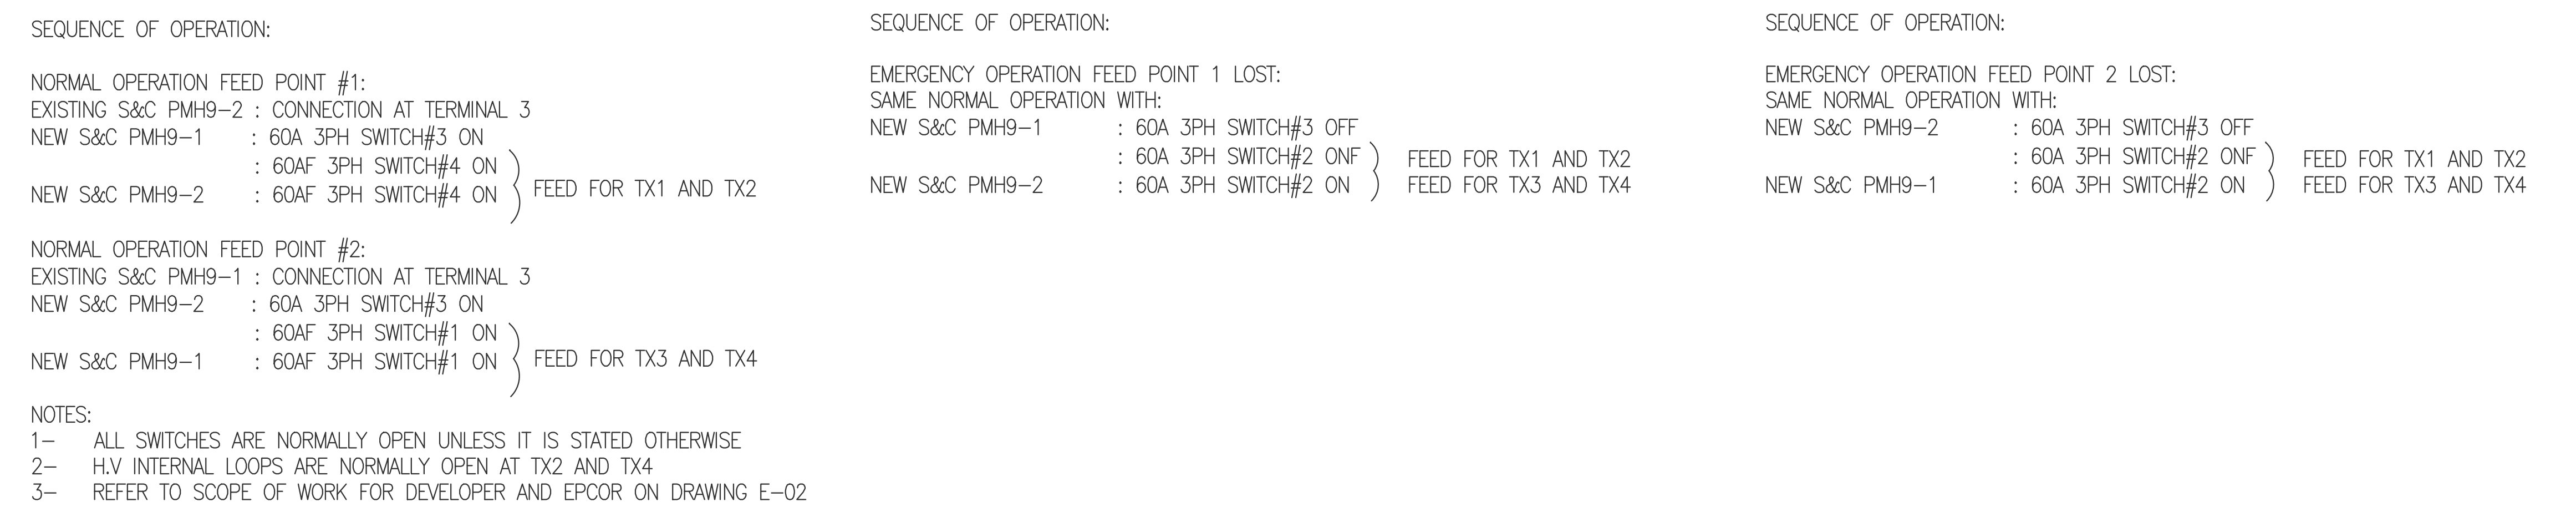 SEQUENCE OF OPERATION:
NORMAL OPERATION FEED POINT #1:
EXISTING S&C PMH9-2 : CONNECTION AT TERMINAL 3
NEW S&C PMH9-1 : 60A 3PH SWITCH#3 ON
: 60AF 3PH SWITCH#4 ON
NEW S&C PMH9-2 : 60AF 3PH SWITCH#4 ON
FEED FOR TX1 AND TX2
NORMAL OPERATION FEED POINT #2:
EXISTING S&C PMH9-1 : CONNECTION AT TERMINAL 3
NEW S&C PMH9-2 : 60A 3PH SWITCH#3 ON
: 60AF 3PH SWITCH#1 ON
NEW S&C PMH9-1 : 60AF 3PH SWITCH#1 ON
FEED FOR TX3 AND TX4
NOTES:
1- ALL SWITCHES ARE NORMALLY OPEN UNLESS IT IS STATED OTHERWISE
2- H.V INTERNAL LOOPS ARE NORMALLY OPEN AT TX2 AND TX4
3- REFER TO SCOPE OF WORK FOR DEVELOPER AND EPCOR ON DRAWING E-02
SEQUENCE OF OPERATION:
EMERGENCY OPERATION FEED POINT 1 LOST:
SAME NORMAL OPERATION WITH:
NEW S&C PMH9-1 : 60A 3PH SWITCH#3 OFF
: 60A 3PH SWITCH#2 ONF ) FEED FOR TX1 AND TX2
NEW S&C PMH9-2 : 60A 3PH SWITCH#2 ON ) FEED FOR TX3 AND TX4
SEQUENCE OF OPERATION:
EMERGENCY OPERATION FEED POINT 2 LOST:
SAME NORMAL OPERATION WITH:
NEW S&C PMH9-2 : 60A 3PH SWITCH#3 OFF
: 60A 3PH SWITCH#2 ONF ) FEED FOR TX1 AND TX2
NEW S&C PMH9-1 : 60A 3PH SWITCH#2 ON ) FEED FOR TX3 AND TX4